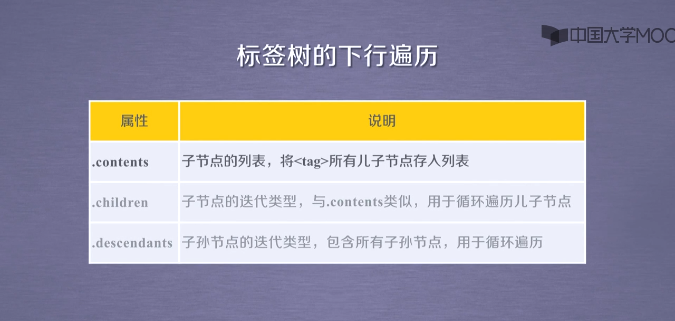 中国大学MOO
标签树的下行遍历
属性 说明
.contents 子节点的列表，将<tag>所有儿子节点存入列表
.children 子节点的迭代类型，与.contents类似，用于循环遍历儿子节点
.descendants 子孙节点的迭代类型，包含所有子孙节点，用于循环遍历